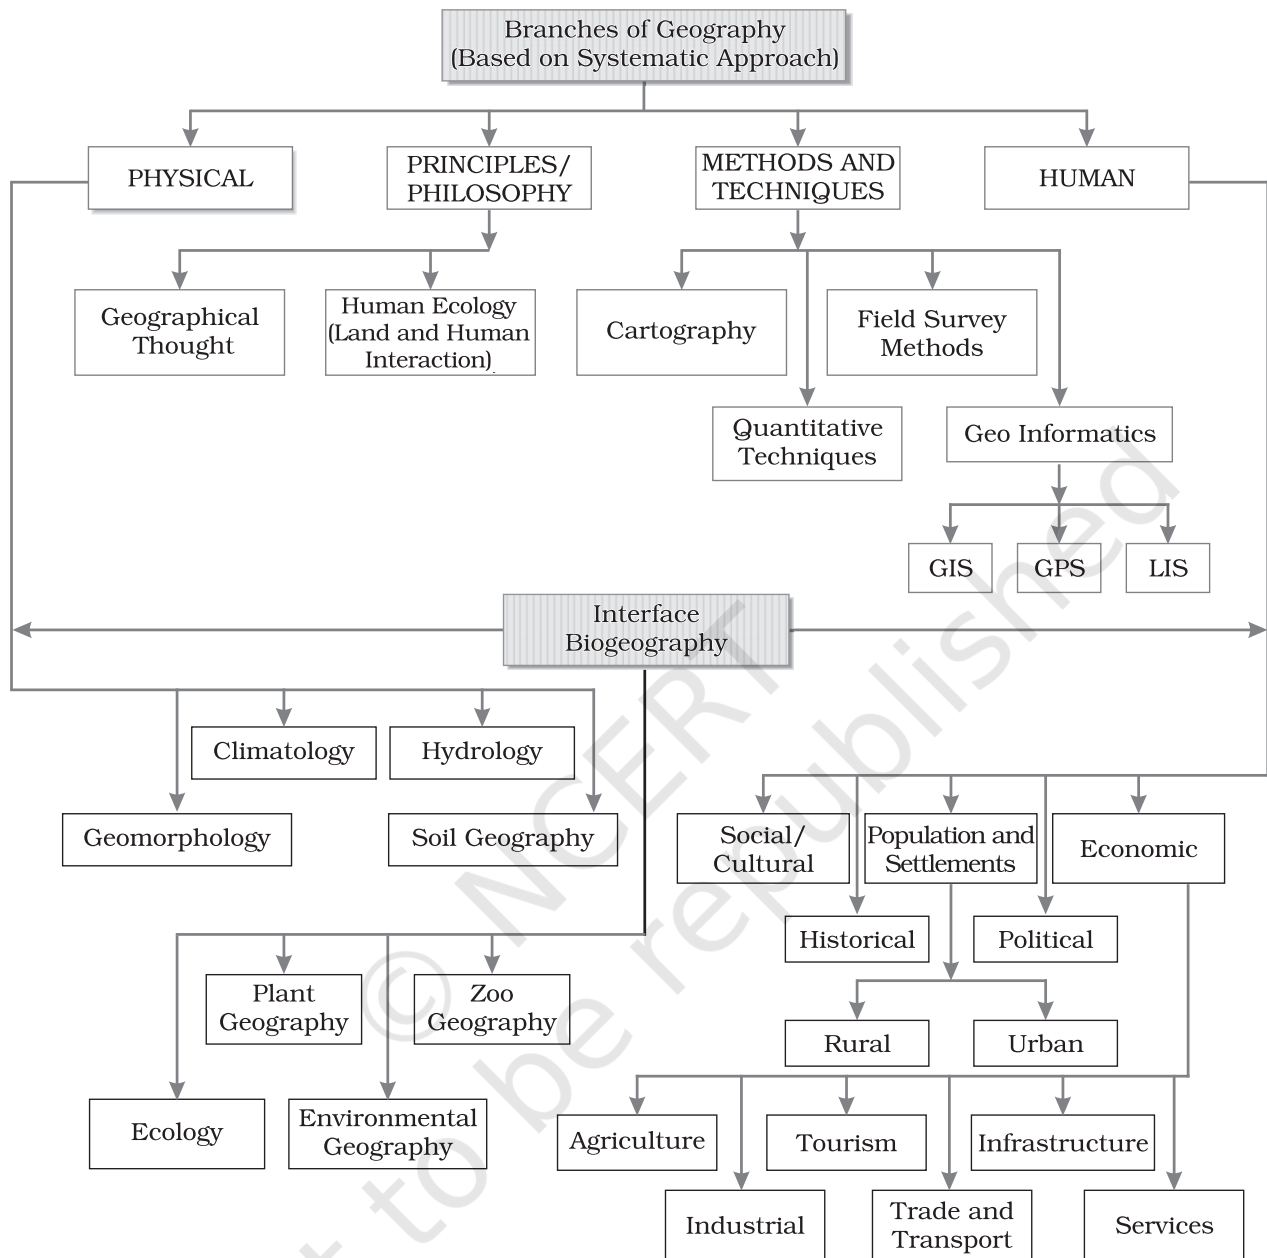 Branches of Geography
(Based on Systematic Approach)
PHYSICAL
PRINCIPLES/
PHILOSOPHY
METHODS AND
TECHNIQUES
HUMAN
Geographical
Thought
Human Ecology
(Land and Human
Interaction)
Cartography
Field Survey
Methods
Quantitative
Techniques
Geo Informatics
GIS
GPS
LIS
Interface
Biogeography
Climatology
Hydrology
Geomorphology
Soil Geography
Social/
Cultural
Population and
Settlements
Economic
Historical
Political
Plant
Geography
Zoo
Geography
Rural
Urban
Ecology
Environmental
Geography
Agriculture
Tourism
Infrastructure
Industrial
Trade and
Transport
Services
© NCERT
to be republished